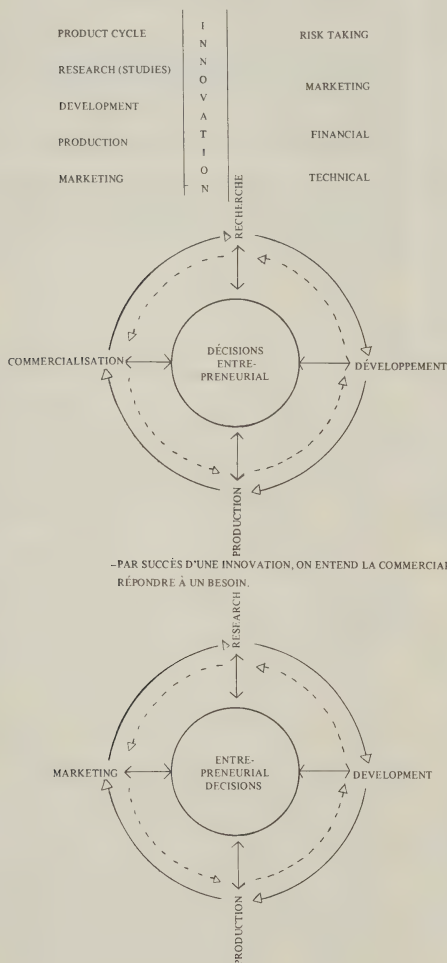 PRODUCT CYCLE
RESEARCH (STUDIES)
DEVELOPMENT
PRODUCTION
MARKETING
INNOVATION
RISK TAKING
MARKETING
FINANCIAL
TECHNICAL
RECHERCHE
COMMERCIALISATION
DÉCISIONS
ENTRE-
PRENEURIAL
DÉVELOPPEMENT
PRODUCTION
–PAR SUCCÈS D'UNE INNOVATION, ON ENTEND LA COMMERCIAL
RÉPONDRE À UN BESOIN.
RESEARCH
MARKETING
ENTRE-
PRENEURIAL
DECISIONS
DEVELOPMENT
PRODUCTION